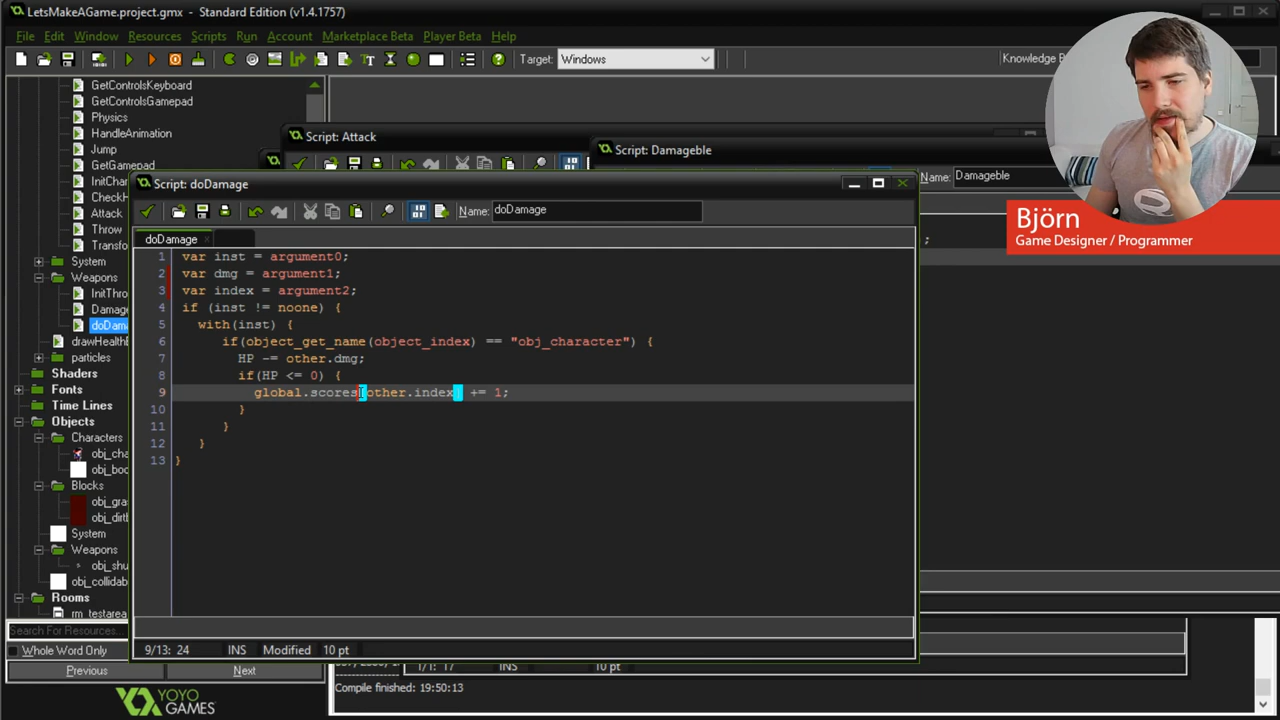 LetsMakeAGame.project.gmx - Standard Edition (v1.4.1757)
File Edit Window Resources Scripts Run Account Marketplace Beta Player Beta Help
Target: Windows
Knowledge B
GetControlsKeyboard
GetControlsGamepad
Physics
HandleAnimation
Jump
GetGamepad
InitChar
CheckH
Attack
Throw
Transfo
System
Weapons
InitThro
Damage
doDama
drawHealthB
particles
Shaders
Fonts
Time Lines
Objects
Characters
obj_cha
obj_boo
Blocks
obj_gras
obj_dirtb
System
Weapons
obj_shu
obj_collidab
Rooms
rm_testarea
Search For Resources
Whole Word Only
Previous Next
YOYO
GAMES
Script: Attack
Script: Damageble
Name: Damageble
;
Script: doDamage
Name: doDamage
doDamage
1 var inst = argument0;
2 var dmg = argument1;
3 var index = argument2;
4 if (inst != noone) {
5 with(inst) {
6 if(object_get_name(object_index) == "obj_character") {
7 HP -= other.dmg;
8 if(HP <= 0) {
9 global.scores[other.index] += 1;
10 }
11 }
12 }
13 }
9/13: 24 INS Modified 10 pt
1/1: 17 INS 10 pt
Compile finished: 19:50:13
Björn
Game Designer / Programmer